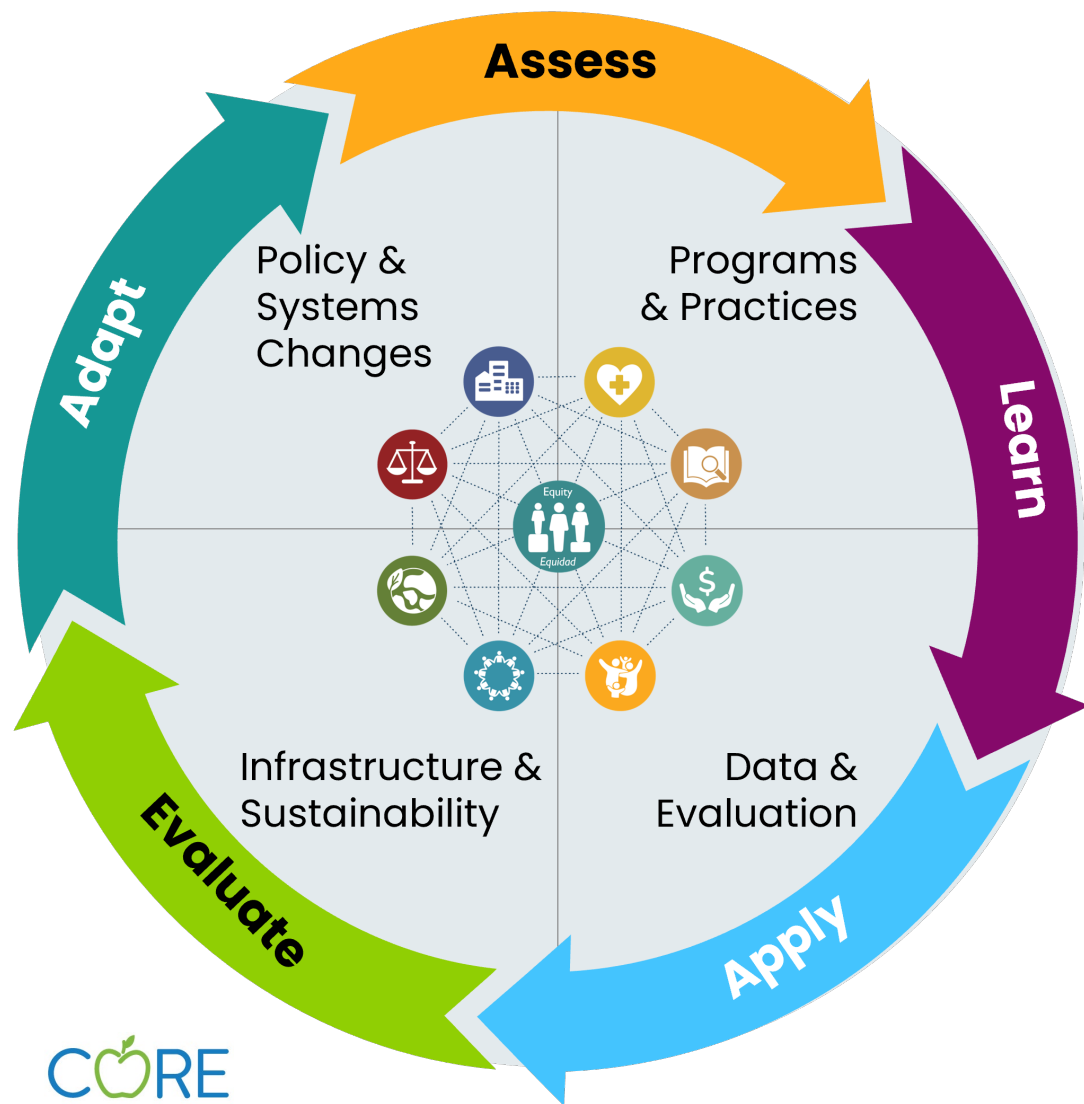 Assess
Learn
Apply
Evaluate
Adapt
Policy &
Systems
Changes
Programs
& Practices
Equity
Equidad
$
Infrastructure &
Sustainability
Data &
Evaluation
CORE